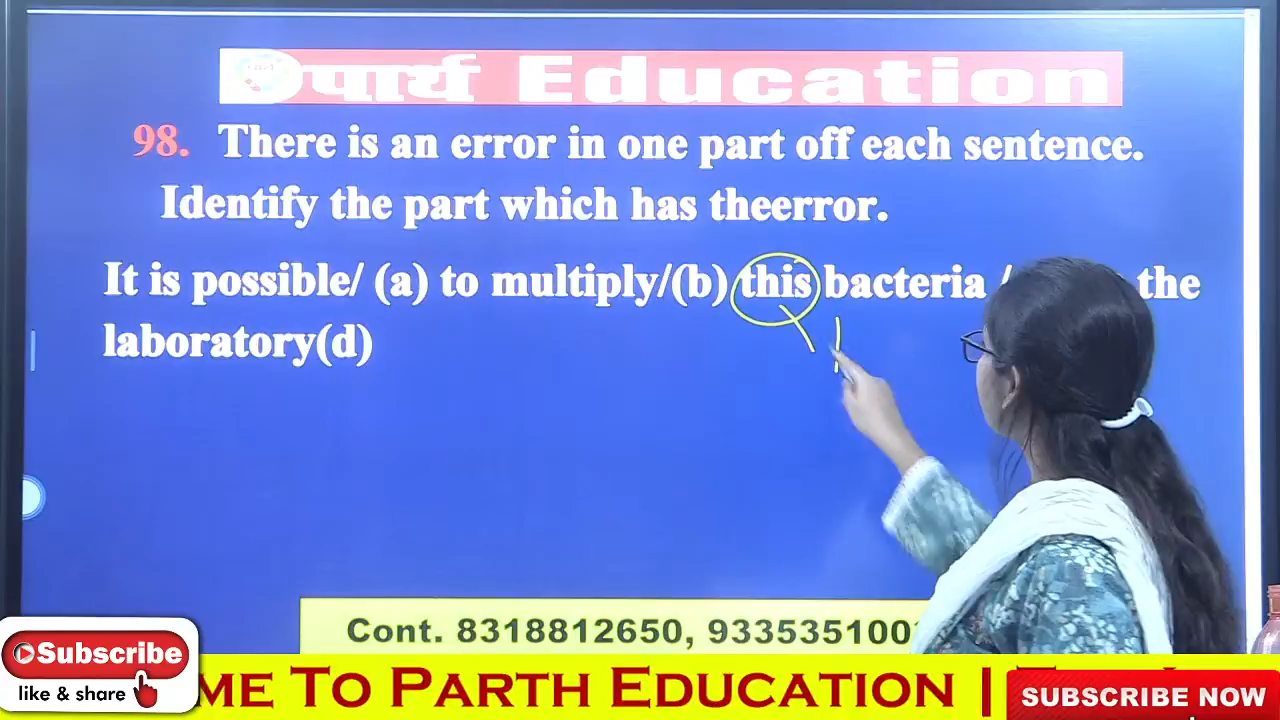 पार्थ Education
98. There is an error in one part off each sentence.
Identify the part which has theerror.
It is possible/ (a) to multiply/(b) this bacteria / the
laboratory(d)
Cont. 8318812650, 933535100
Subscribe
like & share
ME TO PARTH EDUCATION |
SUBSCRIBE NOW